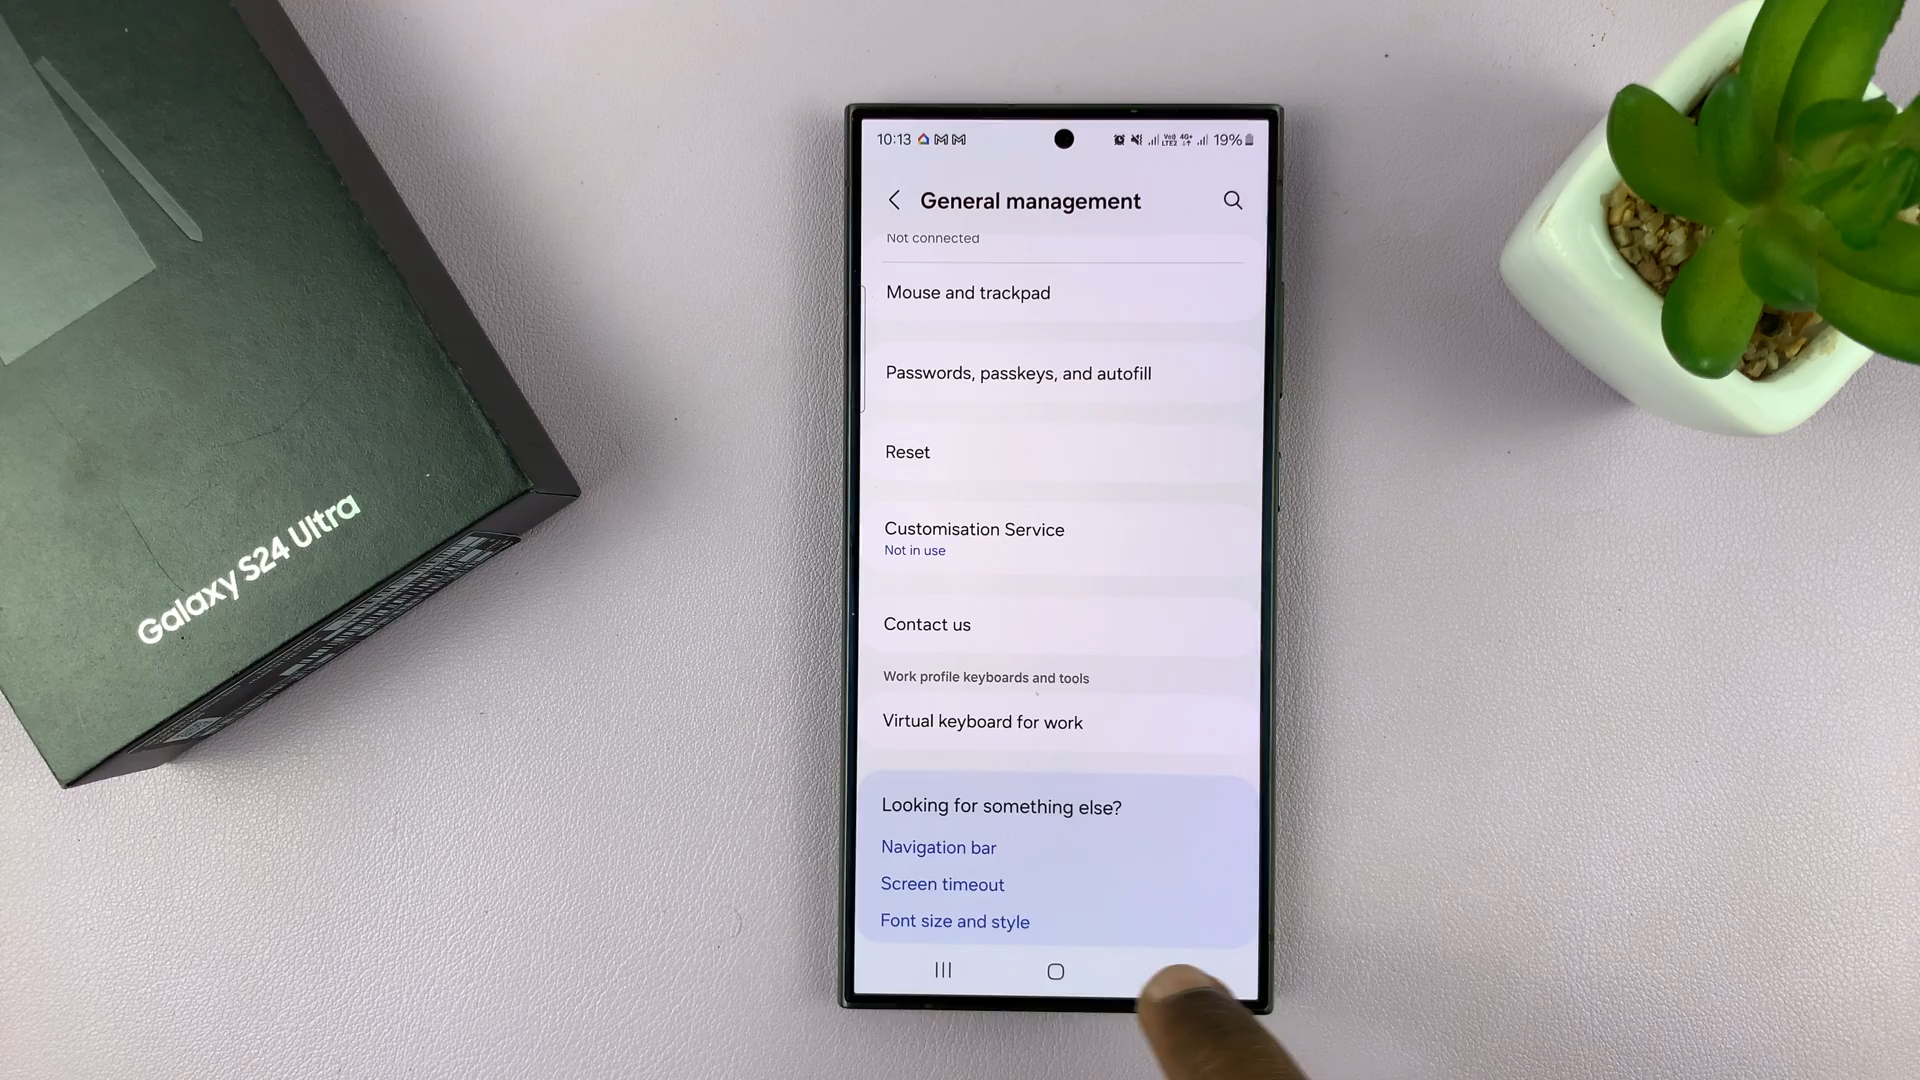 Galaxy S24 Ultra
10:13 19%
General management
Not connected
Mouse and trackpad
Passwords, passkeys, and autofill
Reset
Customisation Service
Not in use
Contact us
Work profile keyboards and tools
Virtual keyboard for work
Looking for something else?
Navigation bar
Screen timeout
Font size and style